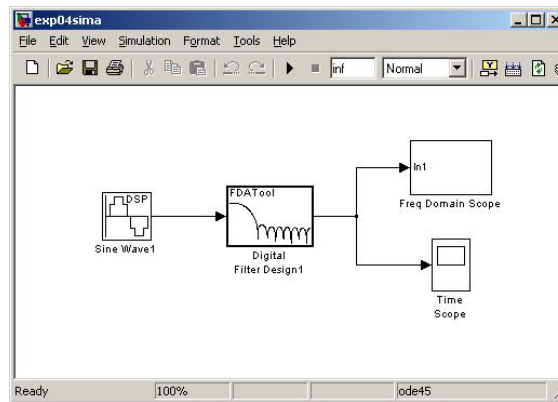 exp04sima
File Edit View Simulation Format Tools Help
inf Normal
DSP
Sine Wave1
FDATool
Digital
Filter Design1
In1
Freq Domain Scope
Time
Scope
Ready 100% ode45